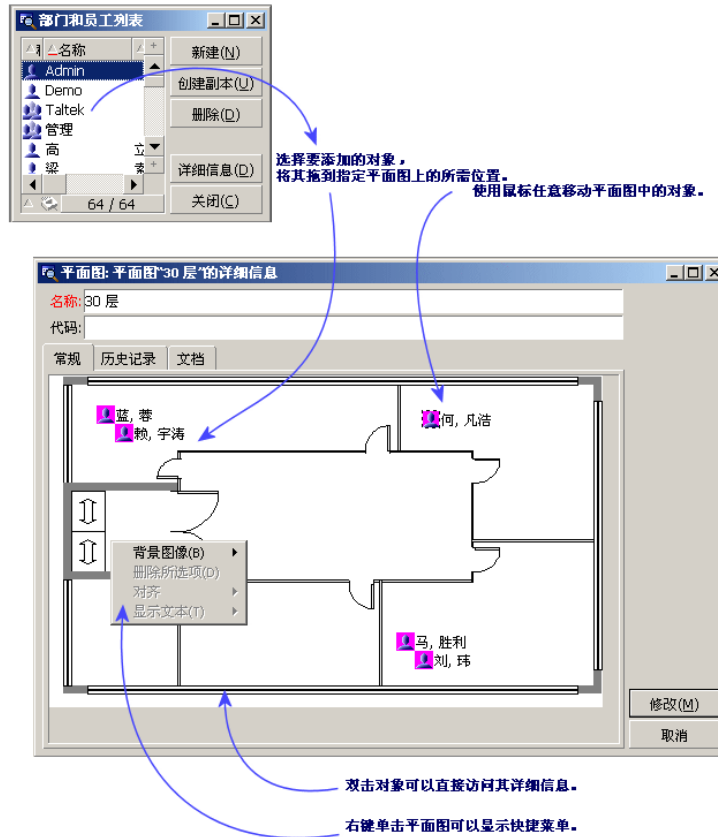 部门和员工列表
名称
新建(N)
Admin
创建副本(U)
Demo
Taltek
删除(D)
管理
高 立
梁
详细信息(D)
64 / 64
关闭(C)
选择要添加的对象，
将其拖到指定平面图上的所需位置。
使用鼠标任意移动平面图中的对象。
平面图: 平面图"30 层"的详细信息
名称: 30 层
代码:
常规 历史记录 文档
蓝, 蓉
赖, 宇涛
何, 凡浩
背景图像(B)
删除所选项(O)
对齐
显示文本(T)
马, 胜利
刘, 玮
修改(M)
取消
双击对象可以直接访问其详细信息。
右键单击平面图可以显示快捷菜单。